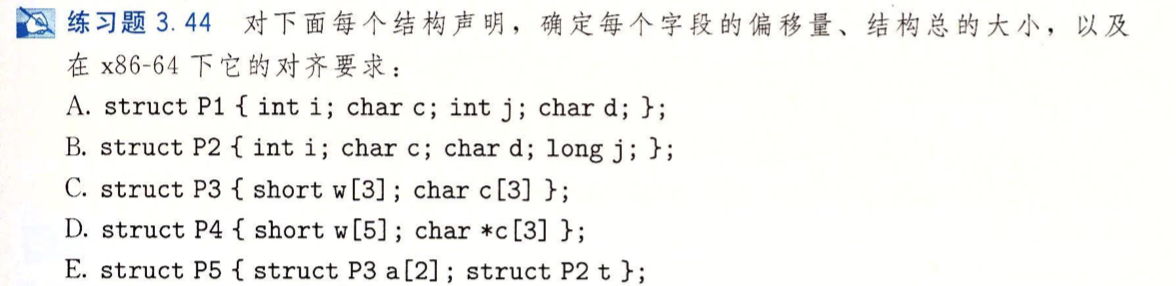 练习题 3.44 对下面每个结构声明，确定每个字段的偏移量、结构总的大小，以及
在 x86-64 下它的对齐要求：
A. struct P1 { int i; char c; int j; char d; };
B. struct P2 { int i; char c; char d; long j; };
C. struct P3 { short w[3]; char c[3] };
D. struct P4 { short w[5]; char *c[3] };
E. struct P5 { struct P3 a[2]; struct P2 t };